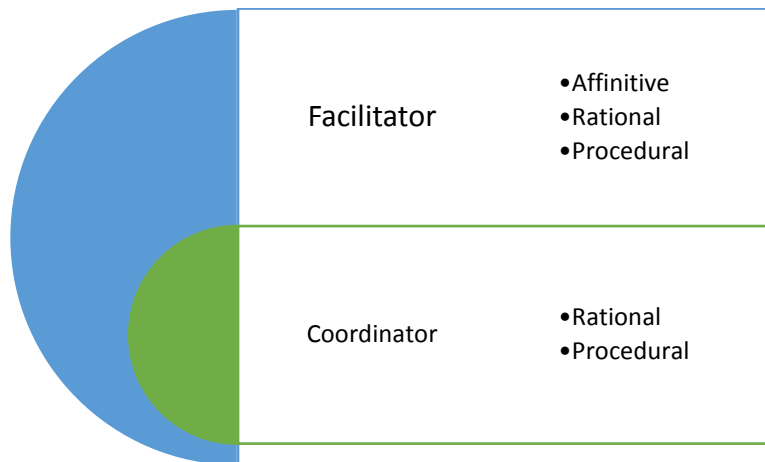 Facilitator
•Affinitive
•Rational
•Procedural
Coordinator
•Rational
•Procedural